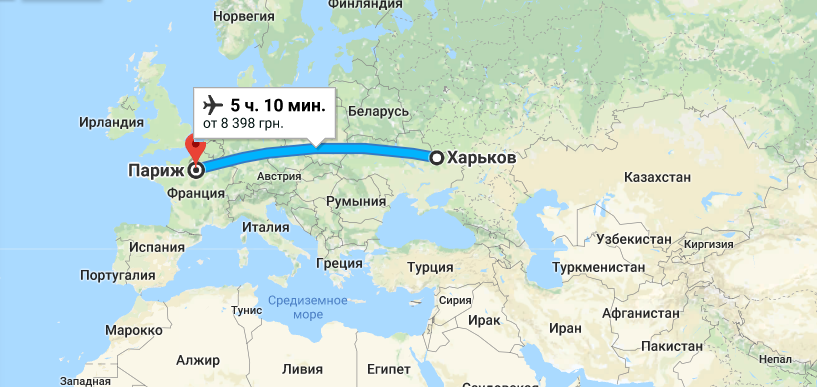 Норвегия
Финляндия
5 ч. 10 мин.
от 8 398 грн.
Беларусь
Ирландия
Харьков
Париж
Австрия
Казахстан
Франция
Румыния
Италия
Испания
Узбекистан
Киргизия
Португалия
Греция
Турция
Туркменистан
Средиземное
море
Сирия
Тунис
Афганистан
Марокко
Ирак
Иран
Пакистан
Алжир
Ливия
Египет
Непал
Западная